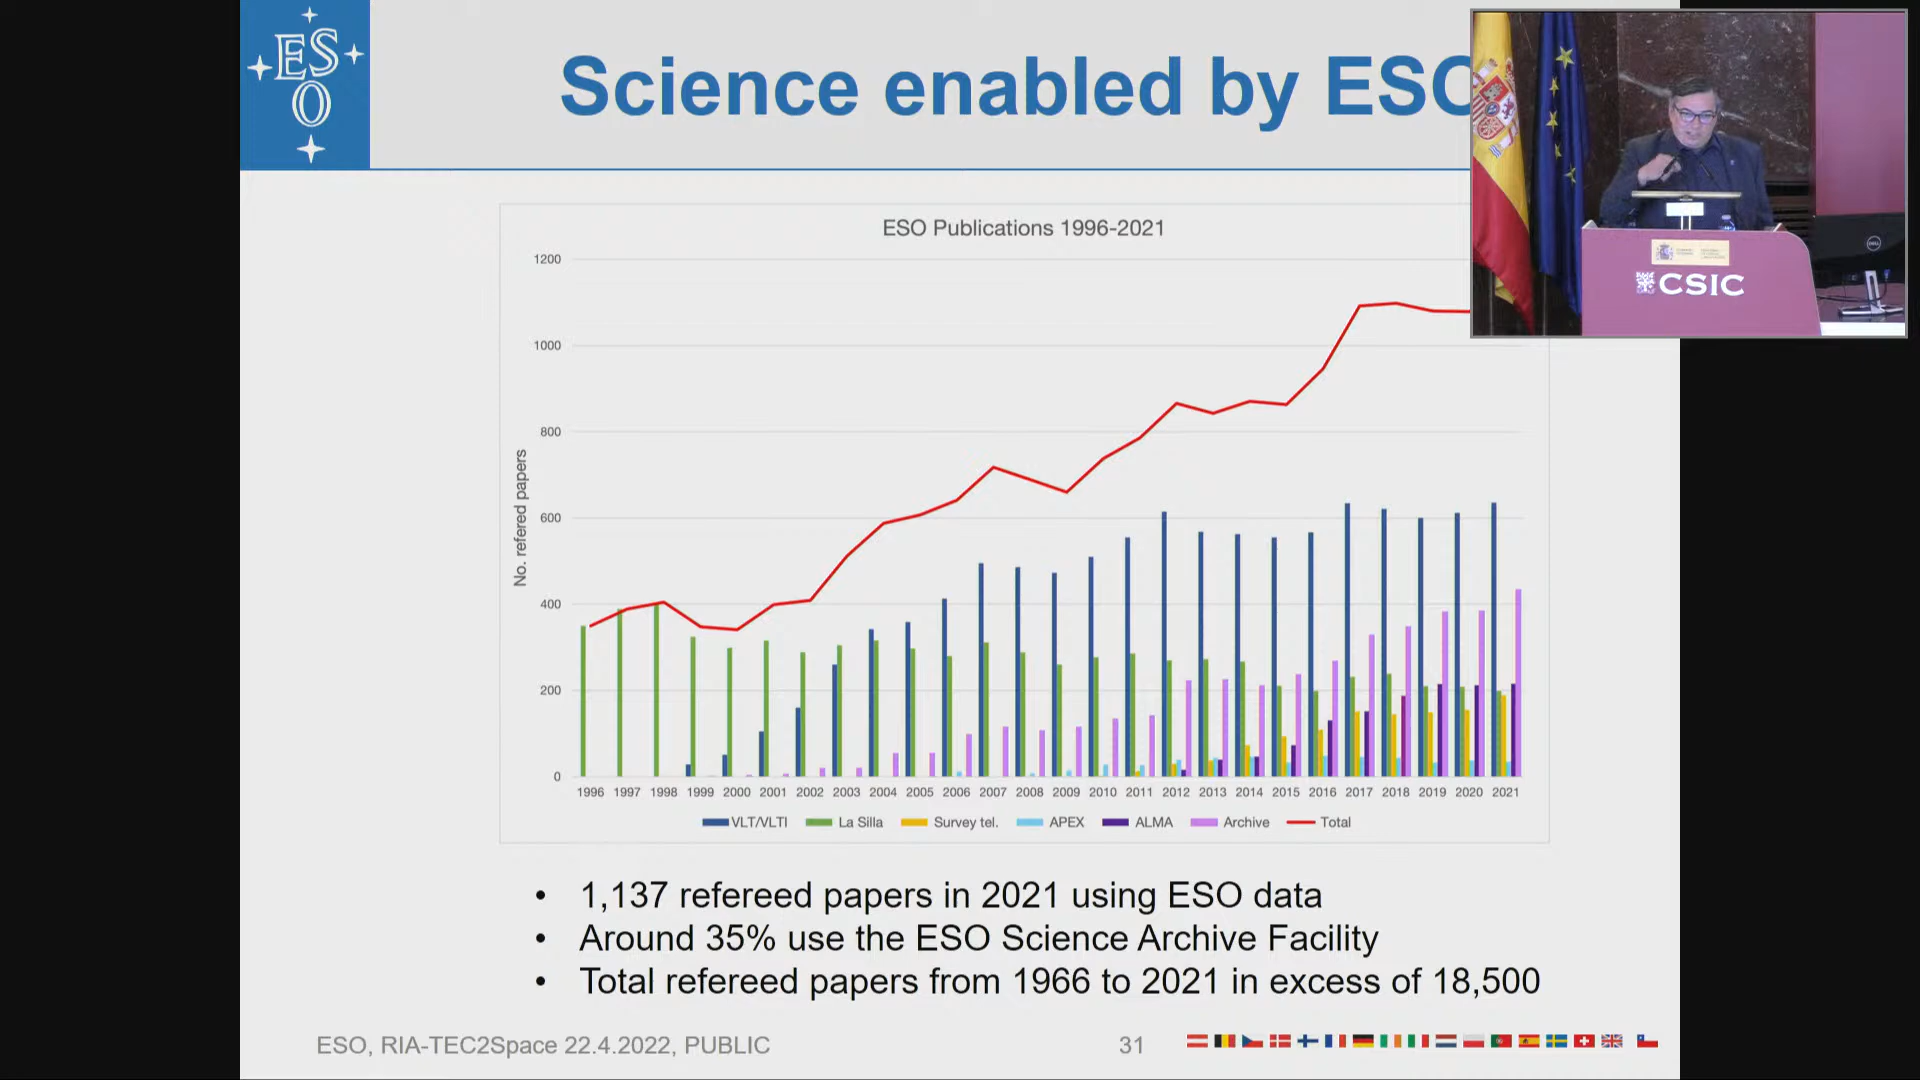 ESO
Science enabled by ESO
CSIC
ESO Publications 1996-2021
No. refered papers
1200
1000
800
600
400
200
0
1996 1997 1998 1999 2000 2001 2002 2003 2004 2005 2006 2007 2008 2009 2010 2011 2012 2013 2014 2015 2016 2017 2018 2019 2020 2021
VLT/VLTI La Silla Survey tel. APEX ALMA Archive Total
• 1,137 refereed papers in 2021 using ESO data
• Around 35% use the ESO Science Archive Facility
• Total refereed papers from 1966 to 2021 in excess of 18,500
ESO, RIA-TEC2Space 22.4.2022, PUBLIC 31